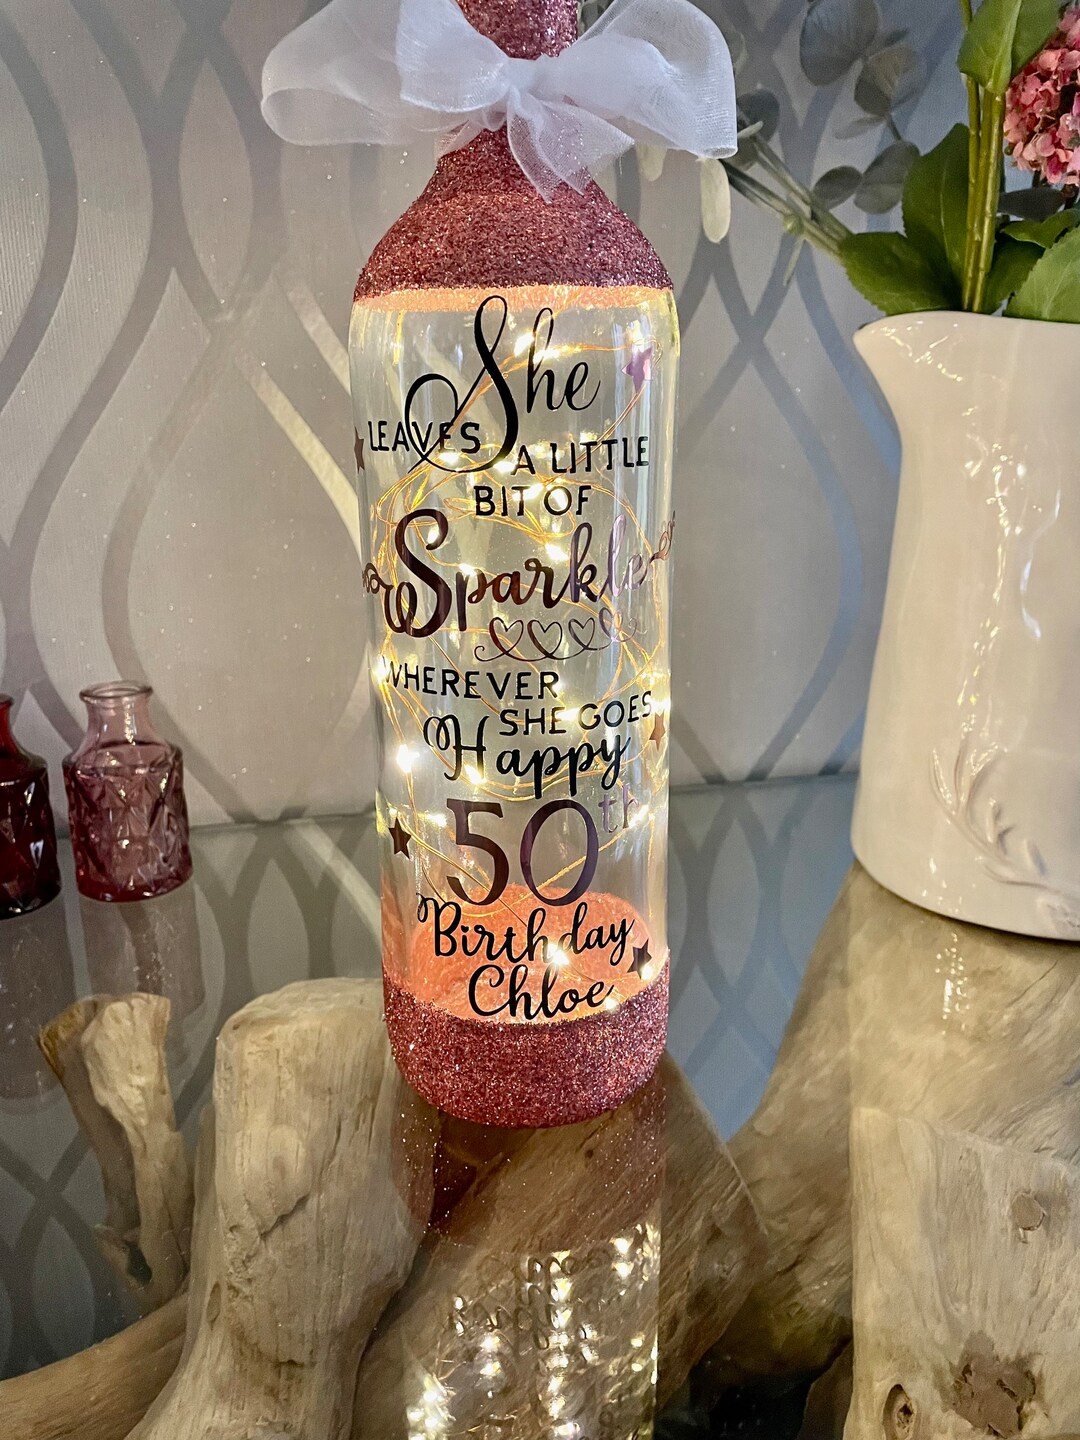 She
LEAVES A LITTLE
BIT OF
Sparkle
WHEREVER
SHE GOES
Happy
50th
Birthday
Chloe